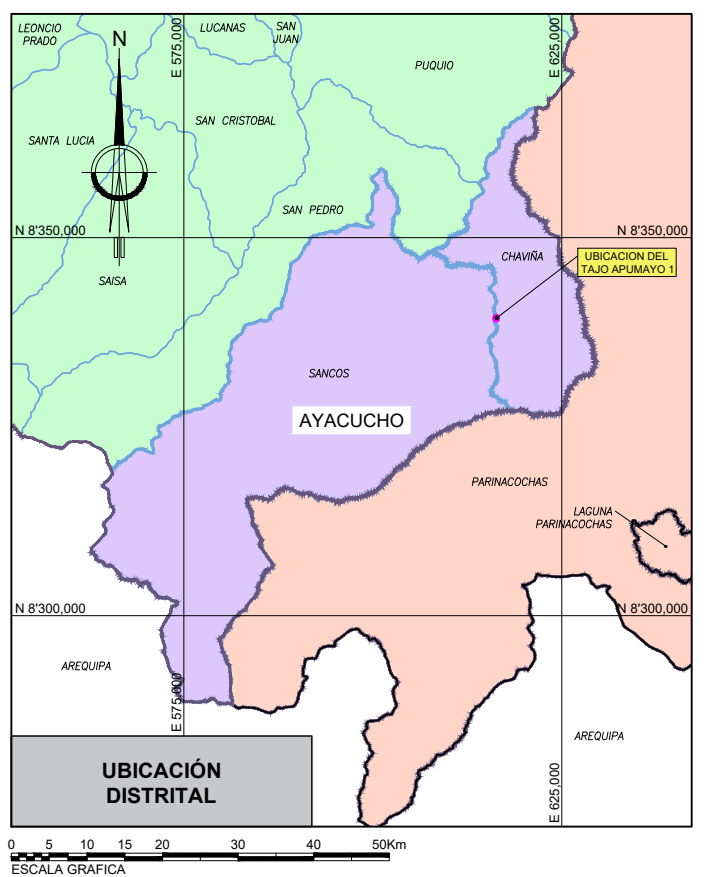 LEONCIO
PRADO
LUCANAS
SAN
JUAN
N
E 575,000
E 625,000
PUQUIO
SAN CRISTOBAL
SANTA LUCIA
SAN PEDRO
N 8'350,000
N 8'350,000
CHAVIÑA
UBICACION DEL
TAJO APUMAYO 1
SAISA
SANCOS
AYACUCHO
PARINACOCHAS
LAGUNA
PARINACOCHAS
N 8'300,000
N 8'300,000
AREQUIPA
E 575,000
AREQUIPA
E 625,000
UBICACIÓN
DISTRITAL
0 5 10 15 20 30 40 50Km
ESCALA GRAFICA